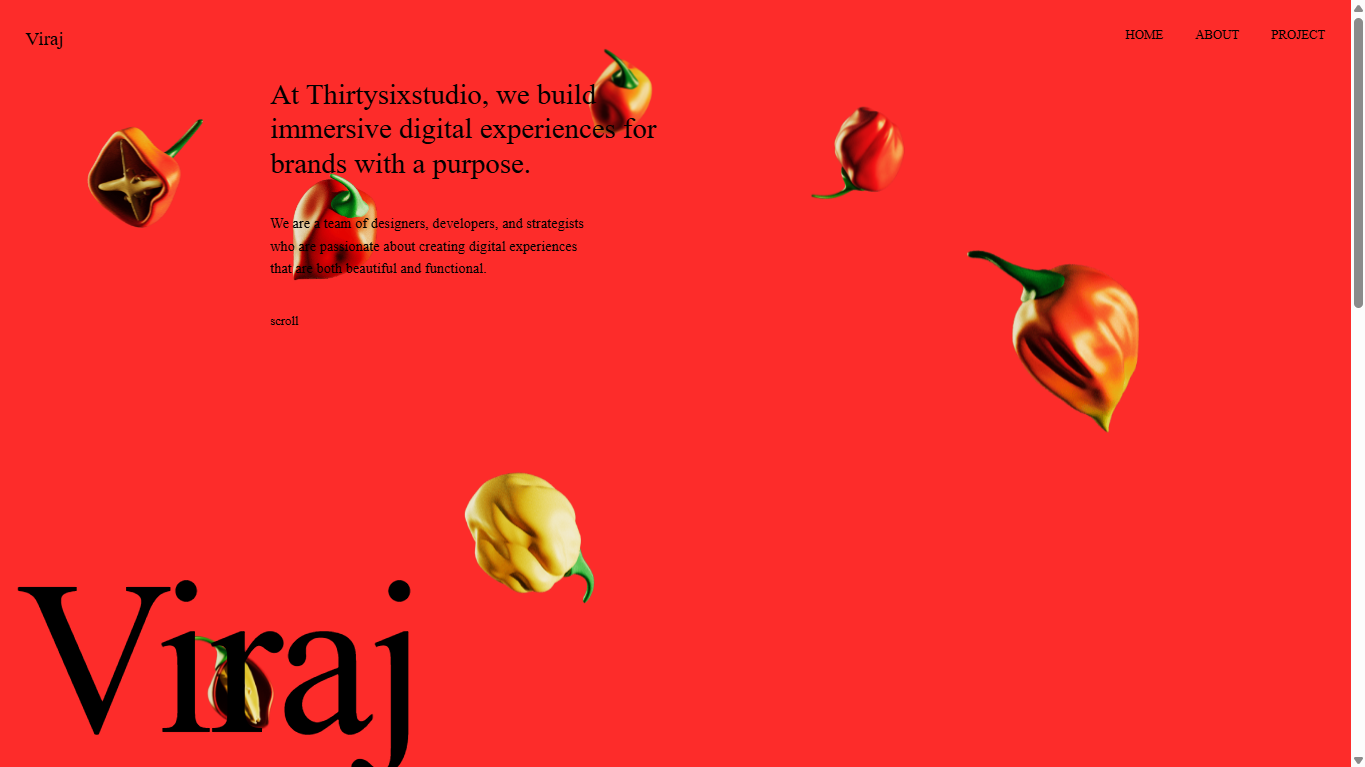 Viraj
HOME ABOUT PROJECT
At Thirtysixstudio, we build
immersive digital experiences for
brands with a purpose.
We are a team of designers, developers, and strategists
who are passionate about creating digital experiences
that are both beautiful and functional.
scroll
Viraj